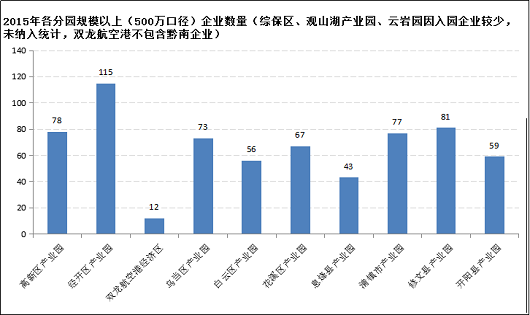 2015年各分园规模以上（500万口径）企业数量（综保区、观山湖产业园、云岩园因入园企业较少，
未纳入统计，双龙航空港不包含黔南企业）
140
120
100
80
60
40
20
0
78
115
12
73
56
67
43
77
81
59
高新区产业园
经开区产业园
双龙航空港经济区
乌当区产业园
白云区产业园
花溪区产业园
息烽县产业园
清镇市产业园
修文县产业园
开阳县产业园